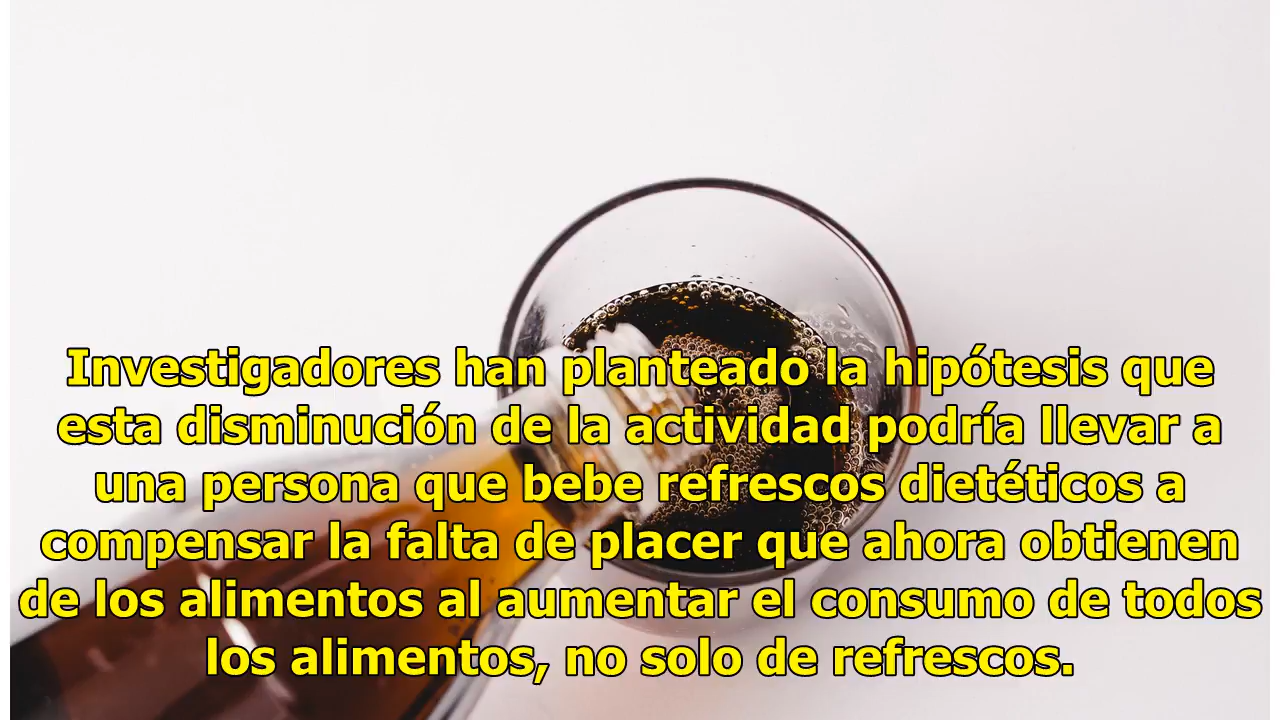 Investigadores han planteado la hipótesis que
esta disminución de la actividad podría llevar a
una persona que bebe refrescos dietéticos a
compensar la falta de placer que ahora obtienen
de los alimentos al aumentar el consumo de todos
los alimentos, no solo de refrescos.